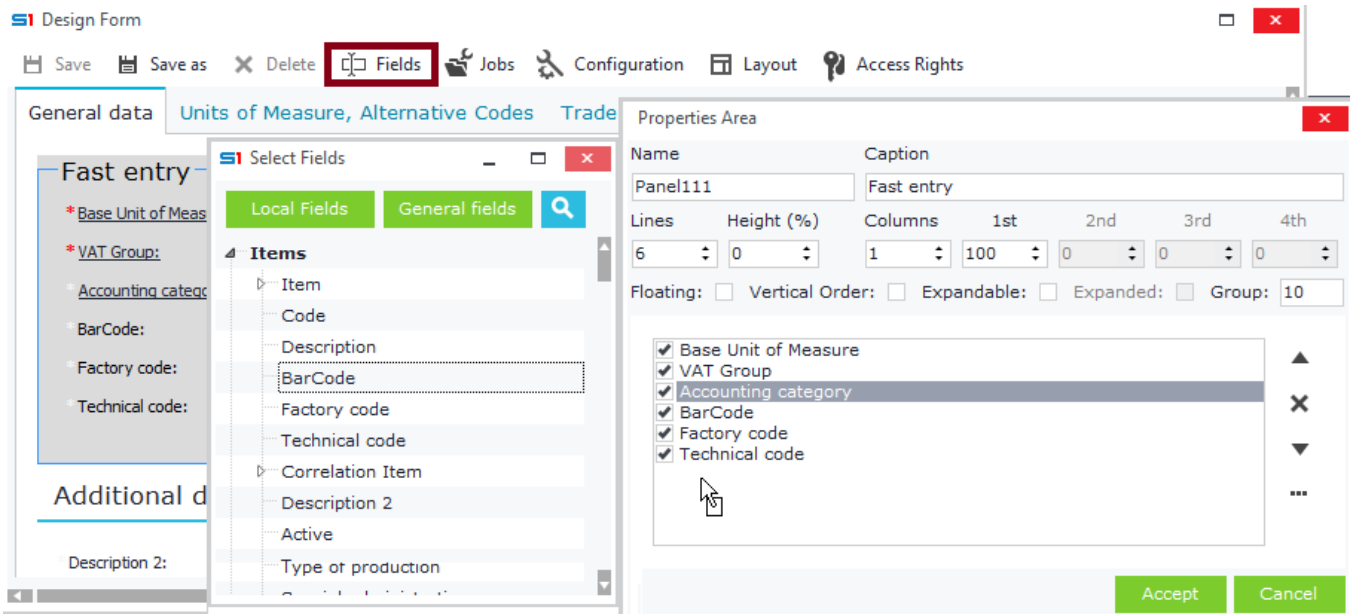 S1 Design Form
Save Save as Delete Fields Jobs Configuration Layout Access Rights
General data Units of Measure, Alternative Codes Trade
Fast entry
*Base Unit of Meas
*VAT Group:
Accounting catego
BarCode:
Factory code:
Technical code:
Additional d
Description 2:
S1 Select Fields
Local Fields General fields
Items
Item
Code
Description
BarCode
Factory code
Technical code
Correlation Item
Description 2
Active
Type of production
Properties Area
Name Caption
Panel111 Fast entry
Lines Height (%) Columns 1st 2nd 3rd 4th
6 0 1 100 0 0 0
Floating: Vertical Order: Expandable: Expanded: Group: 10
Base Unit of Measure
VAT Group
Accounting category
BarCode
Factory code
Technical code
Accept Cancel